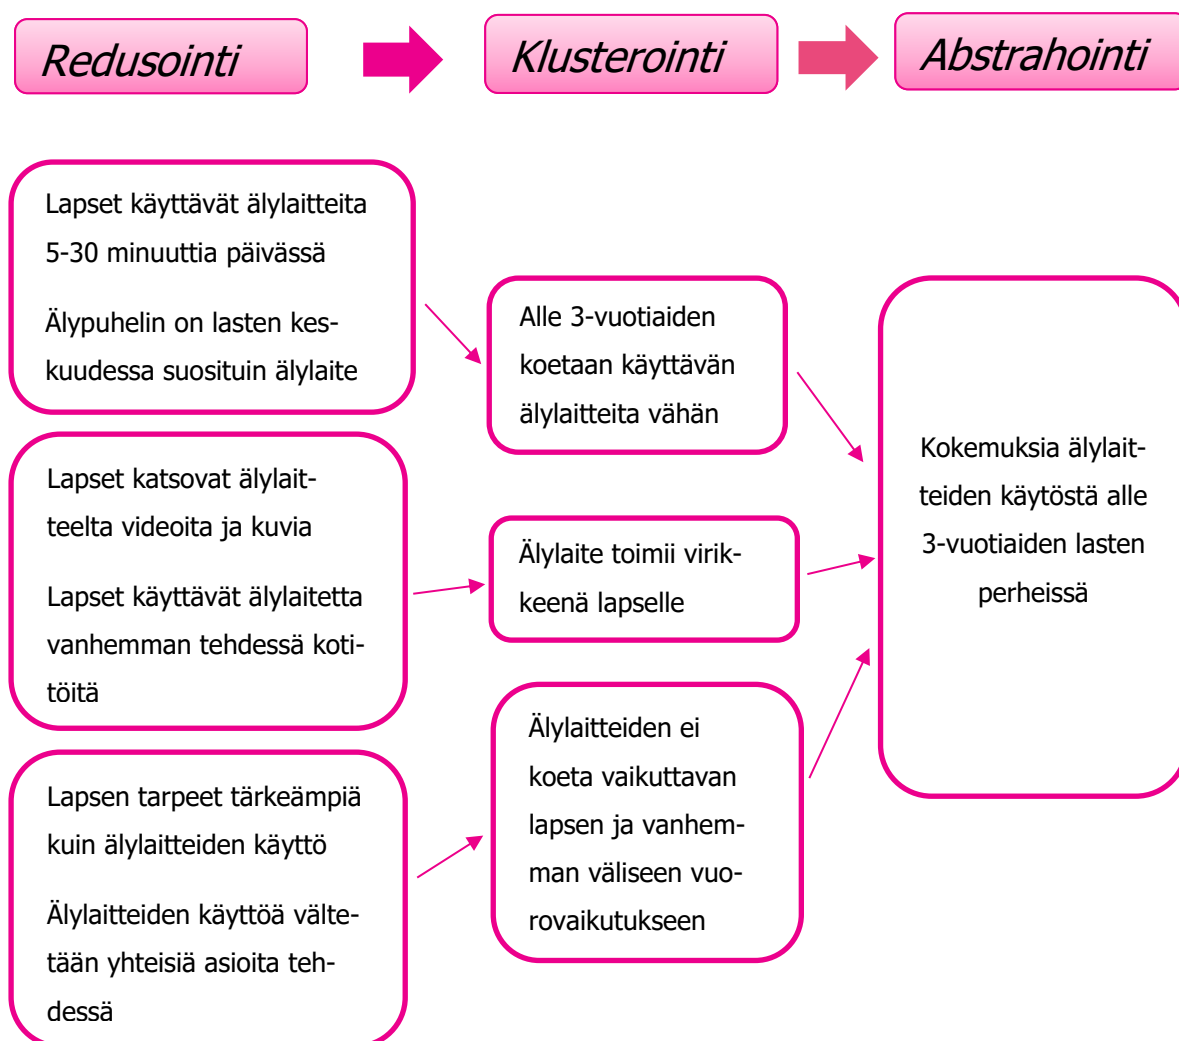 Redusointi
Klusterointi
Abstrahointi
Lapset käyttävät älylaitteita
5-30 minuuttia päivässä
Älypuhelin on lasten kes-
kuudessa suosituin älylaite
Lapset katsovat älylait-
teelta videoita ja kuvia
Lapset käyttävät älylaitetta
vanhemman tehdessä koti-
töitä
Lapsen tarpeet tärkeämpiä
kuin älylaitteiden käyttö
Älylaitteiden käyttöä välte-
tään yhteisiä asioita teh-
dessä
Alle 3-vuotiaiden
koetaan käyttävän
älylaitteita vähän
Älylaite toimii virik-
keenä lapselle
Älylaitteiden ei
koeta vaikuttavan
lapsen ja vanhem-
man väliseen vuo-
rovaikutukseen
Kokemuksia älylait-
teiden käytöstä alle
3-vuotiaiden lasten
perheissä